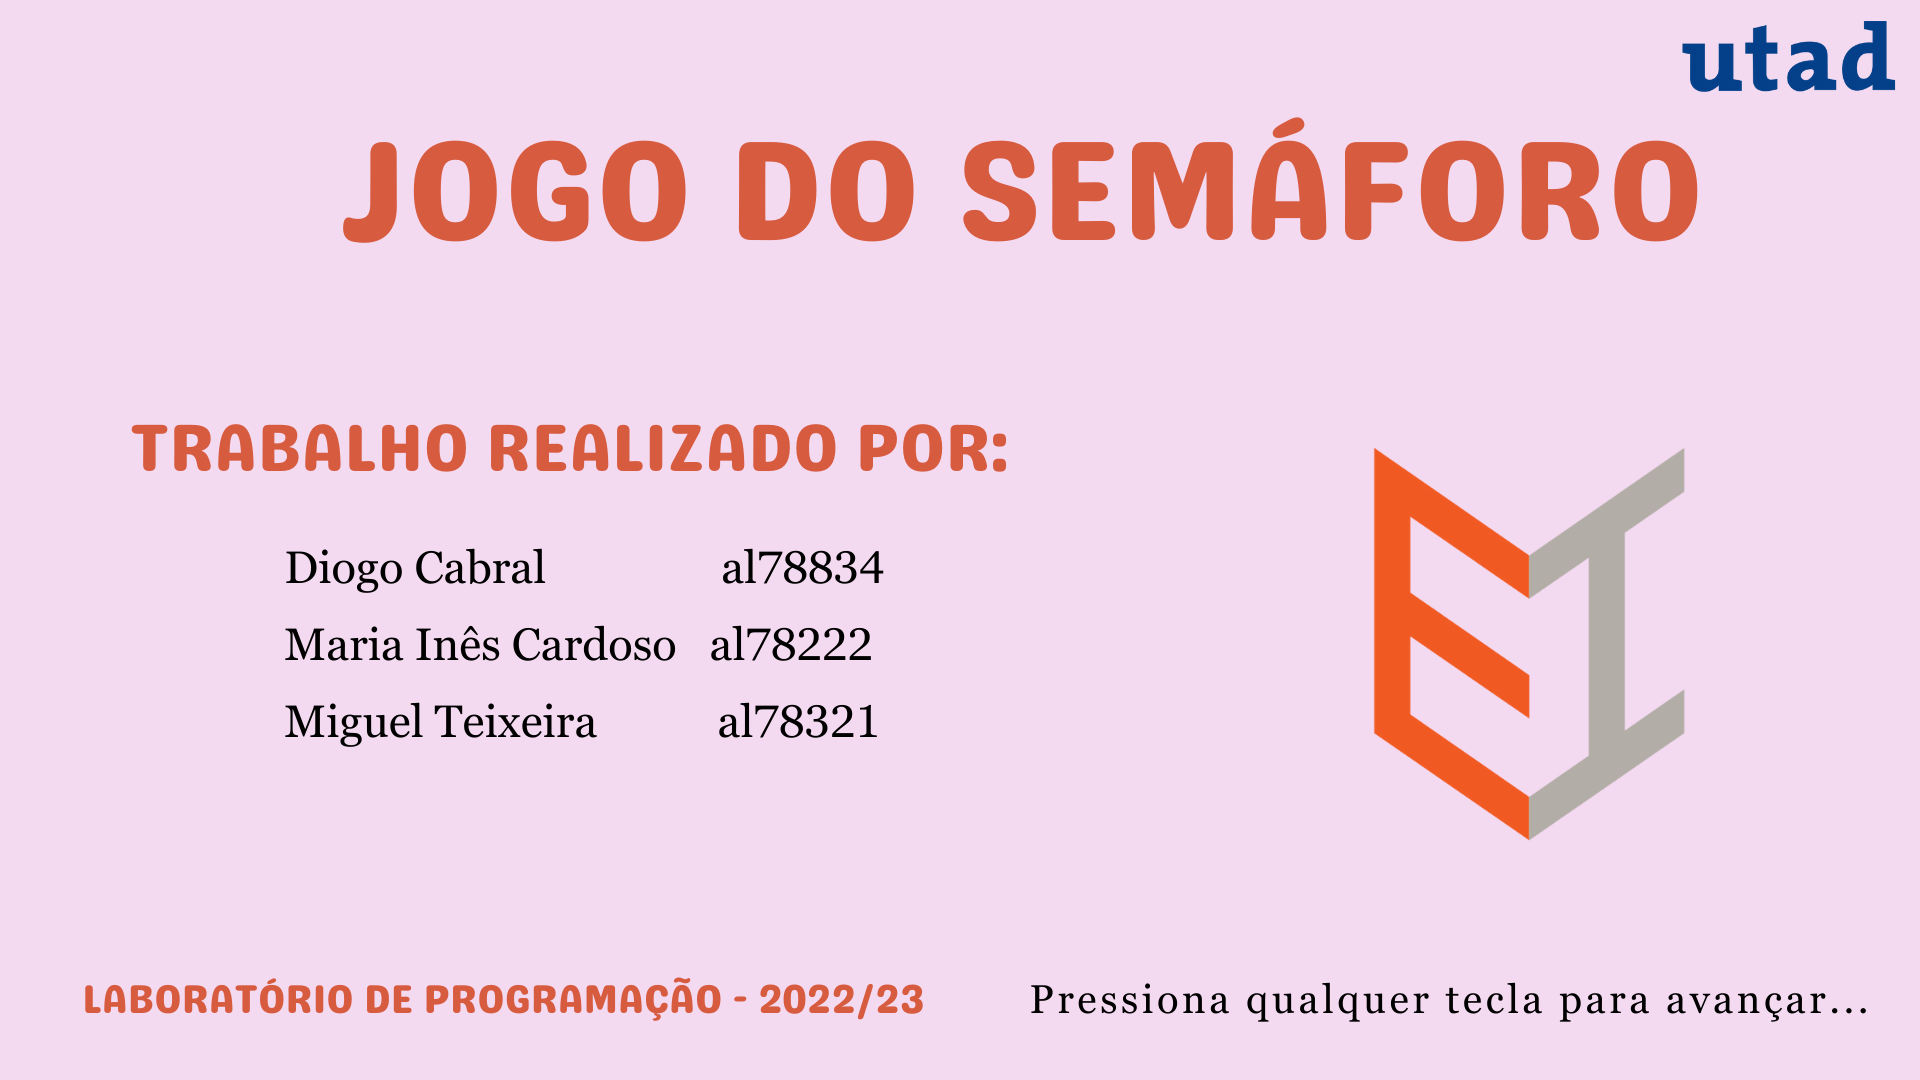 utad
JOGO DO SEMÁFORO
TRABALHO REALIZADO POR:
Diogo Cabral al78834
Maria Inês Cardoso al78222
Miguel Teixeira al78321
EI
LABORATÓRIO DE PROGRAMAÇÃO - 2022/23
Pressiona qualquer tecla para avançar...